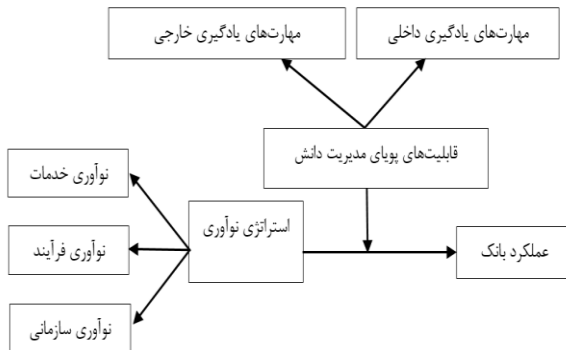 مهارت‌های یادگیری داخلی
مهارت‌های یادگیری خارجی
قابلیت‌های پویای مدیریت دانش
نوآوری خدمات
استراتژی نوآوری
نوآوری فرآیند
عملکرد بانک
نوآوری سازمانی